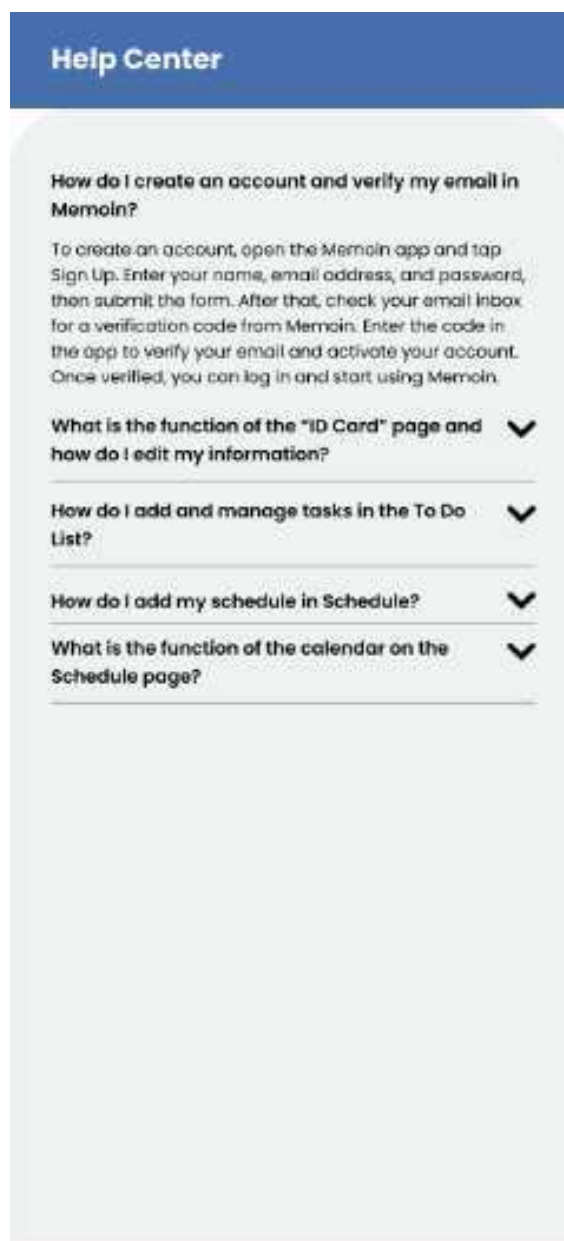 Help Center
How do I create an account and verify my email in
Memoin?
To create an account, open the Memoin app and tap
Sign Up. Enter your name, email address, and password,
then submit the form. After that, check your email inbox
for a verification code from Memoin. Enter the code in
the app to verify your email and activate your account.
Once verified, you can log in and start using Memoin.
What is the function of the "ID Card" page and
how do I edit my information?
How do I add and manage tasks in the To Do
List?
How do I add my schedule in Schedule?
What is the function of the calendar on the
Schedule page?